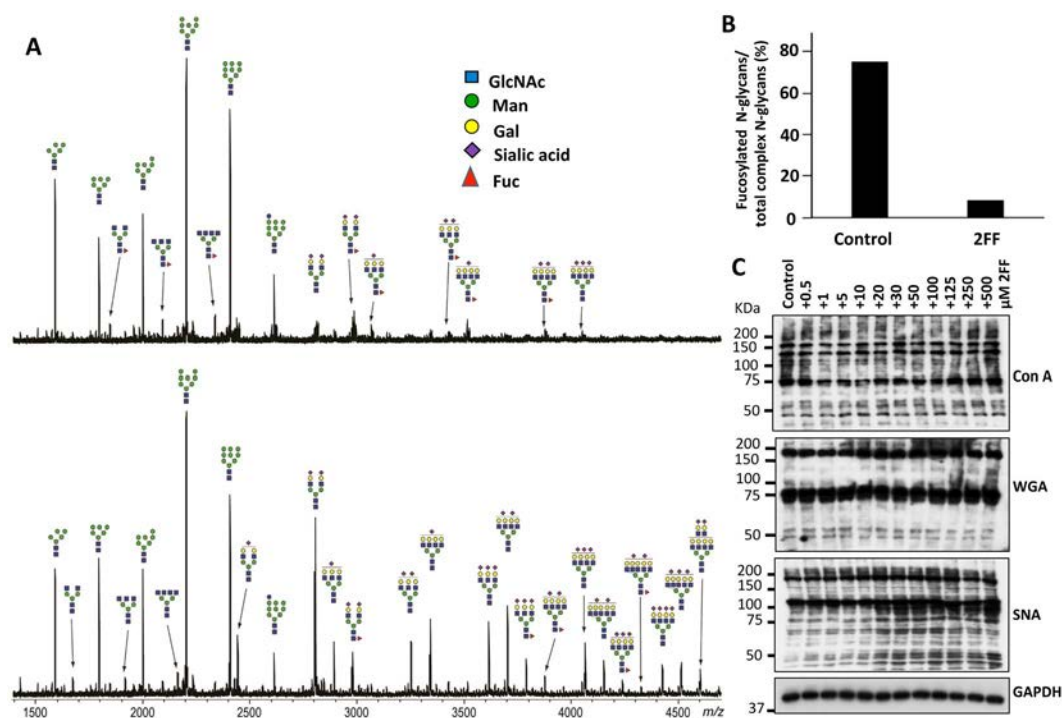 A
GlcNAc
Man
Gal
Sialic acid
Fuc
1500 2000 2500 3000 3500 4000 4500 m/z
B
Fucosylated N-glycans/
total complex N-glycans (%)
80
60
40
20
0
Control 2FF
C
KDa
Control +0.5 +1 +5 +10 +20 +30 +50 +100 +125 +250 +500 µM 2FF
200
150
100
75
50
Con A
200
150
100
75
50
WGA
200
150
100
75
50
SNA
37
GAPDH